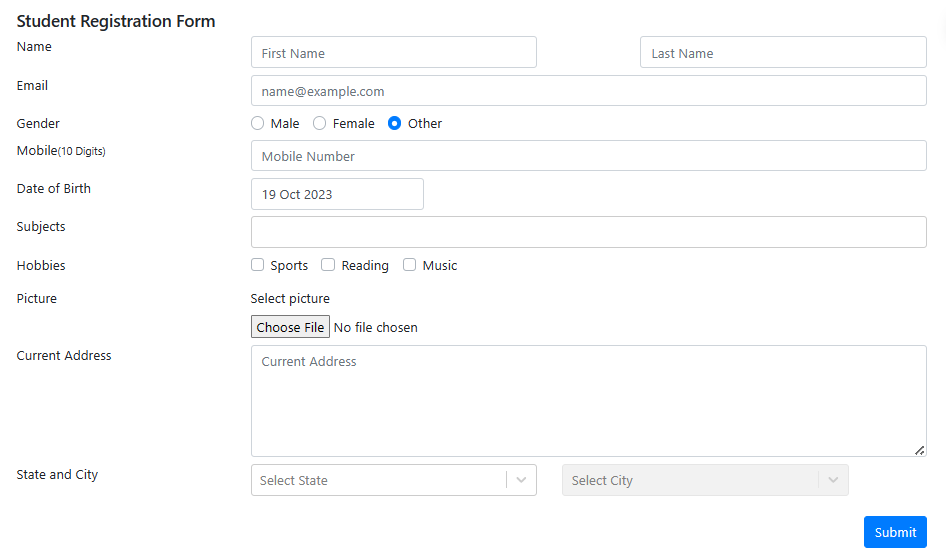 Student Registration Form
Name First Name Last Name
Email name@example.com
Gender Male Female Other
Mobile(10 Digits) Mobile Number
Date of Birth 19 Oct 2023
Subjects
Hobbies Sports Reading Music
Picture Select picture
Choose File No file chosen
Current Address Current Address
State and City Select State Select City
Submit